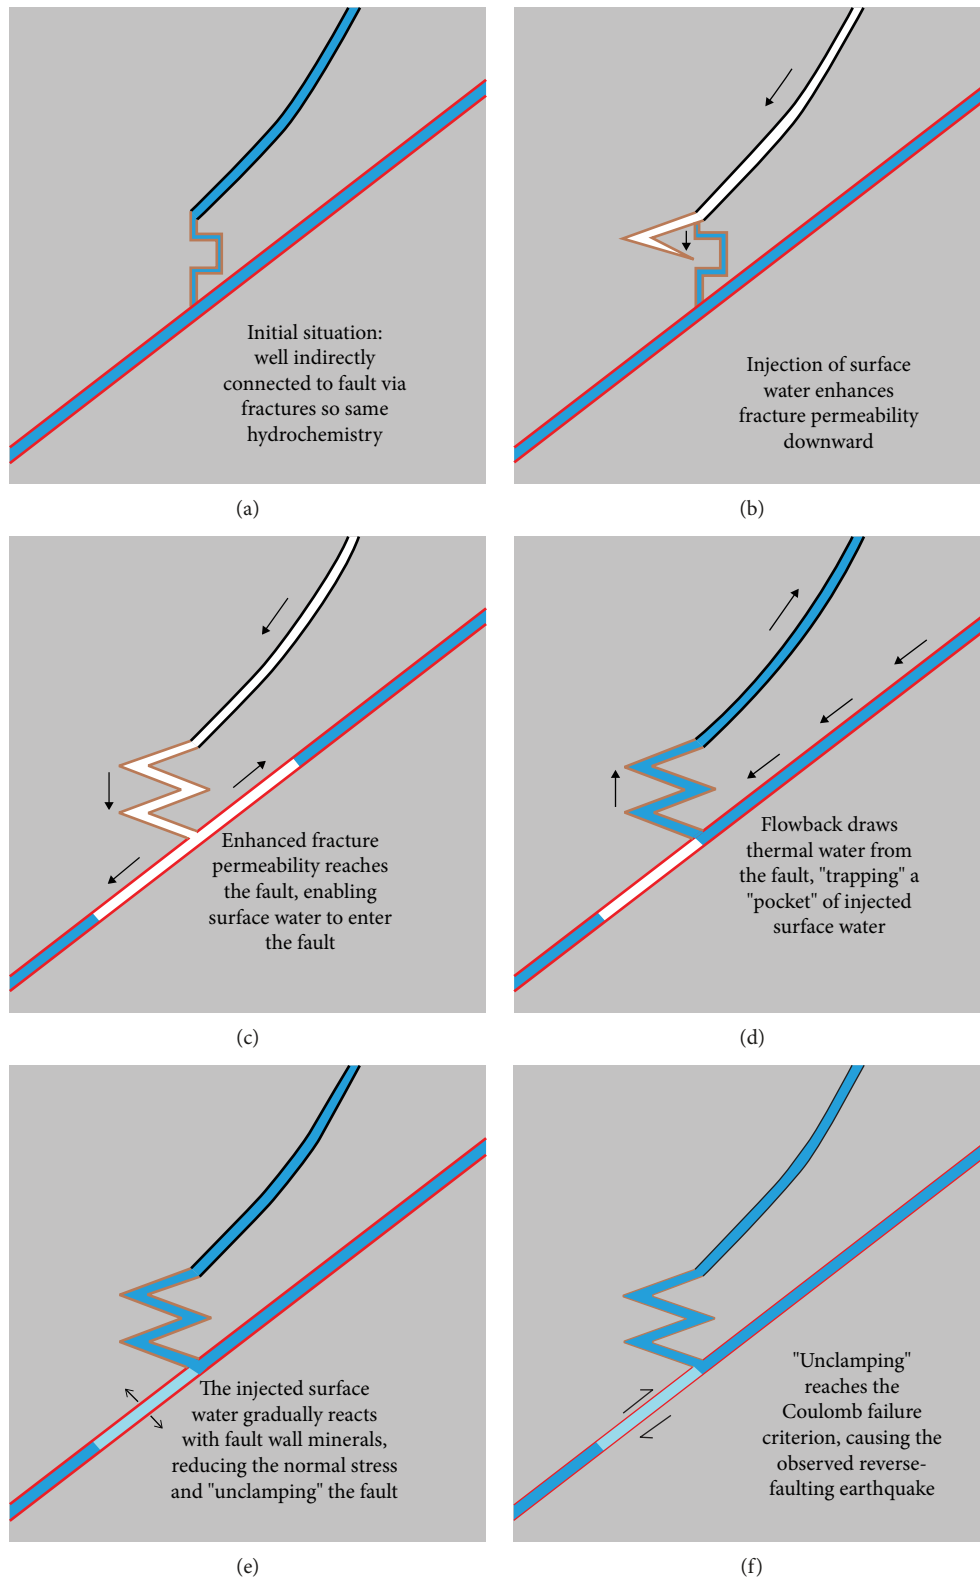 Initial situation:
well indirectly
connected to fault via
fractures so same
hydrochemistry
(a)
Injection of surface
water enhances
fracture permeability
downward
(b)
Enhanced fracture
permeability reaches
the fault, enabling
surface water to enter
the fault
(c)
Flowback draws
thermal water from
the fault, "trapping" a
"pocket" of injected
surface water
(d)
The injected surface
water gradually reacts
with fault wall minerals,
reducing the normal stress
and "unclamping" the fault
(e)
"Unclamping"
reaches the
Coulomb failure
criterion, causing the
observed reverse-
faulting earthquake
(f)